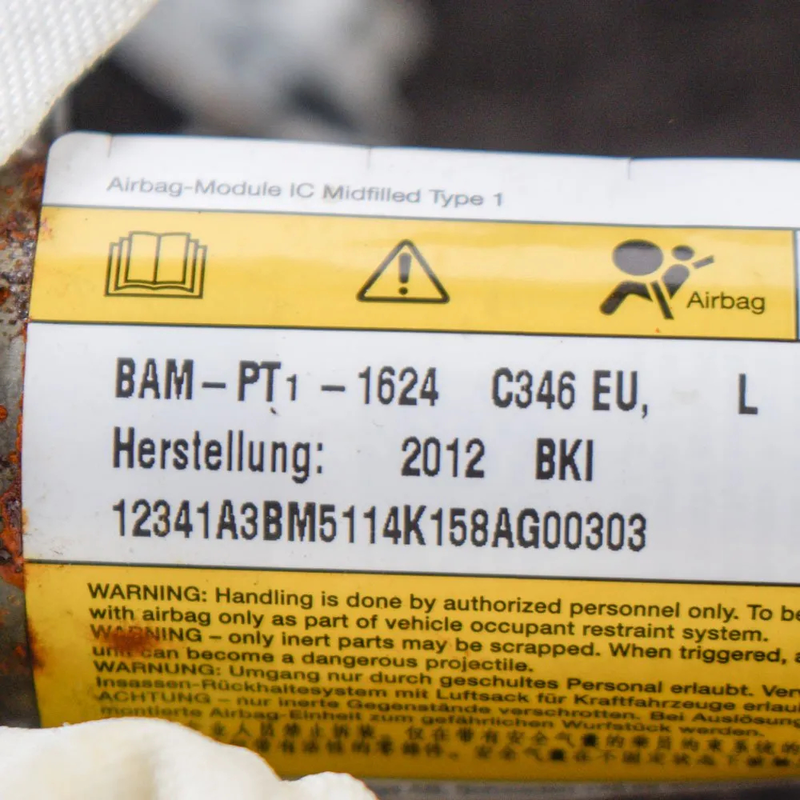 Airbag-Module IC Midfilled Type 1
Airbag
BAM-PT1-1624 C346 EU, L
Herstellung: 2012 BKI
12341A3BM5114K158AG00303
WARNING: Handling is done by authorized personnel only. To be
with airbag only as part of vehicle occupant restraint system.
WARNING – only inert parts may be scrapped. When triggered,
unit can become a dangerous projectile.
WARNUNG: Umgang nur durch geschultes Personal erlaubt.
Insassen-Rückhaltesystem mit Luftsack für Kraftfahrzeuge
ACHTUNG – nur inerte Gegenstände verschrotten. Bei Auslösung
montierte Airbag-Einheit zum gefährlichen Wurfstück werden.